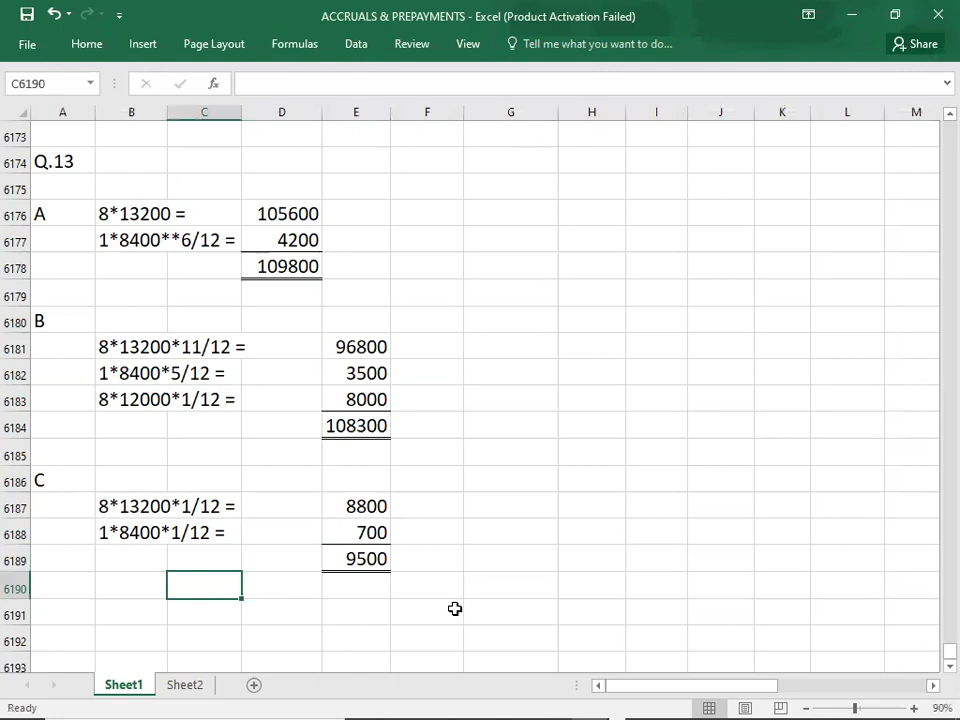 ACCRUALS & PREPAYMENTS - Excel (Product Activation Failed)
File Home Insert Page Layout Formulas Data Review View Tell me what you want to do... Share
C6190 fx
A B C D E F G H I J K L M
6173
6174 Q.13
6175
6176 A 8*13200 = 105600
6177 1*8400**6/12 = 4200
6178 109800
6179
6180 B
6181 8*13200*11/12 = 96800
6182 1*8400*5/12 = 3500
6183 8*12000*1/12 = 8000
6184 108300
6185
6186 C
6187 8*13200*1/12 = 8800
6188 1*8400*1/12 = 700
6189 9500
6190
6191
6192
6193
Sheet1 Sheet2
Ready 90%